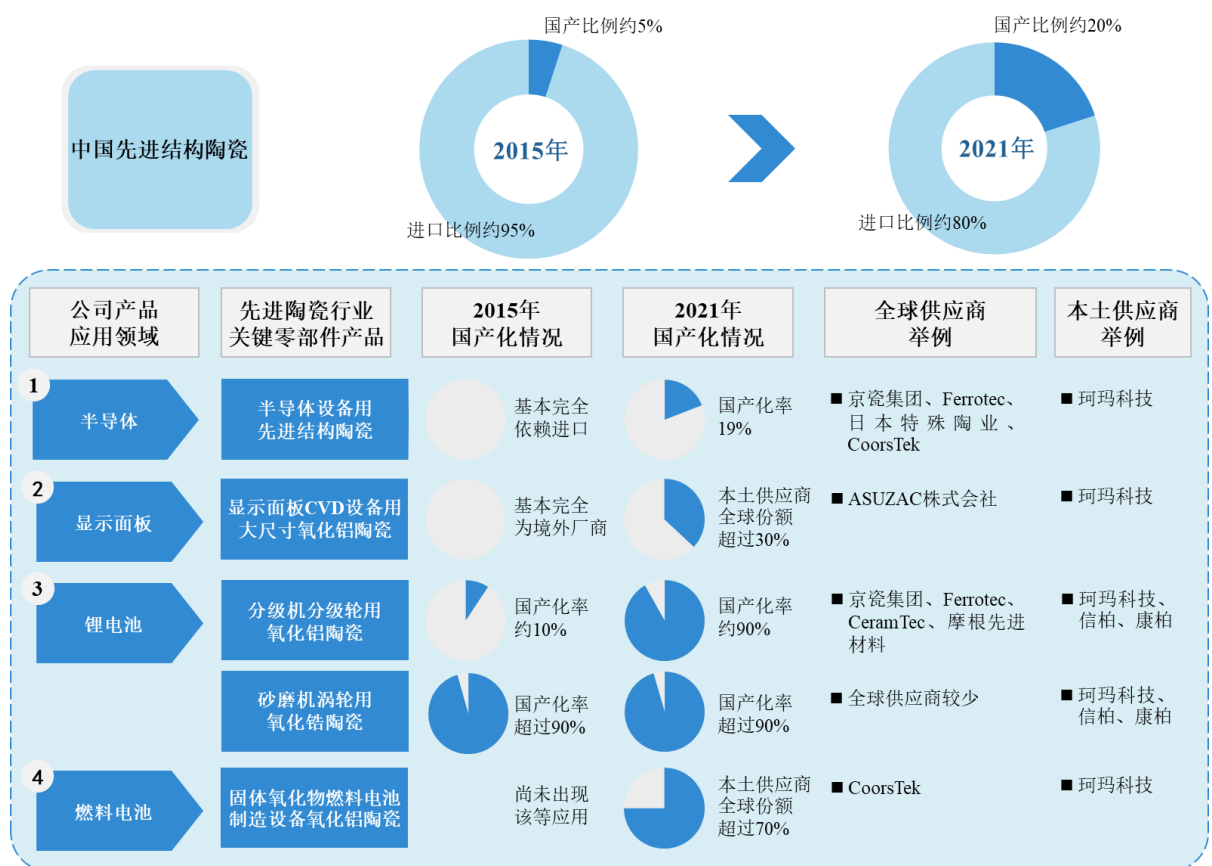 国产比例约5%
国产比例约20%
中国先进结构陶瓷
2015年
2021年
进口比例约95%
进口比例约80%
公司产品
应用领域
先进陶瓷行业
关键零部件产品
2015年
国产化情况
2021年
国产化情况
全球供应商
举例
本土供应商
举例
1
半导体
半导体设备用
先进结构陶瓷
基本完全
依赖进口
国产化率
19%
■ 京瓷集团、Ferrotec、
日本特殊陶业、
CoorsTek
■ 珂玛科技
2
显示面板
显示面板CVD设备用
大尺寸氧化铝陶瓷
基本完全
为境外厂商
本土供应商
全球份额
超过30%
■ ASUZAC株式会社
■ 珂玛科技
3
锂电池
分级机分级轮用
氧化铝陶瓷
国产化率
约10%
国产化率
约90%
■ 京瓷集团、Ferrotec、
CeramTec、摩根先进
材料
■ 珂玛科技、
信柏、康柏
砂磨机涡轮用
氧化锆陶瓷
国产化率
超过90%
国产化率
超过90%
■ 全球供应商较少
■ 珂玛科技、
信柏、康柏
4
燃料电池
固体氧化物燃料电池
制造设备氧化铝陶瓷
尚未出现
该等应用
本土供应商
全球份额
超过70%
■ CoorsTek
■ 珂玛科技